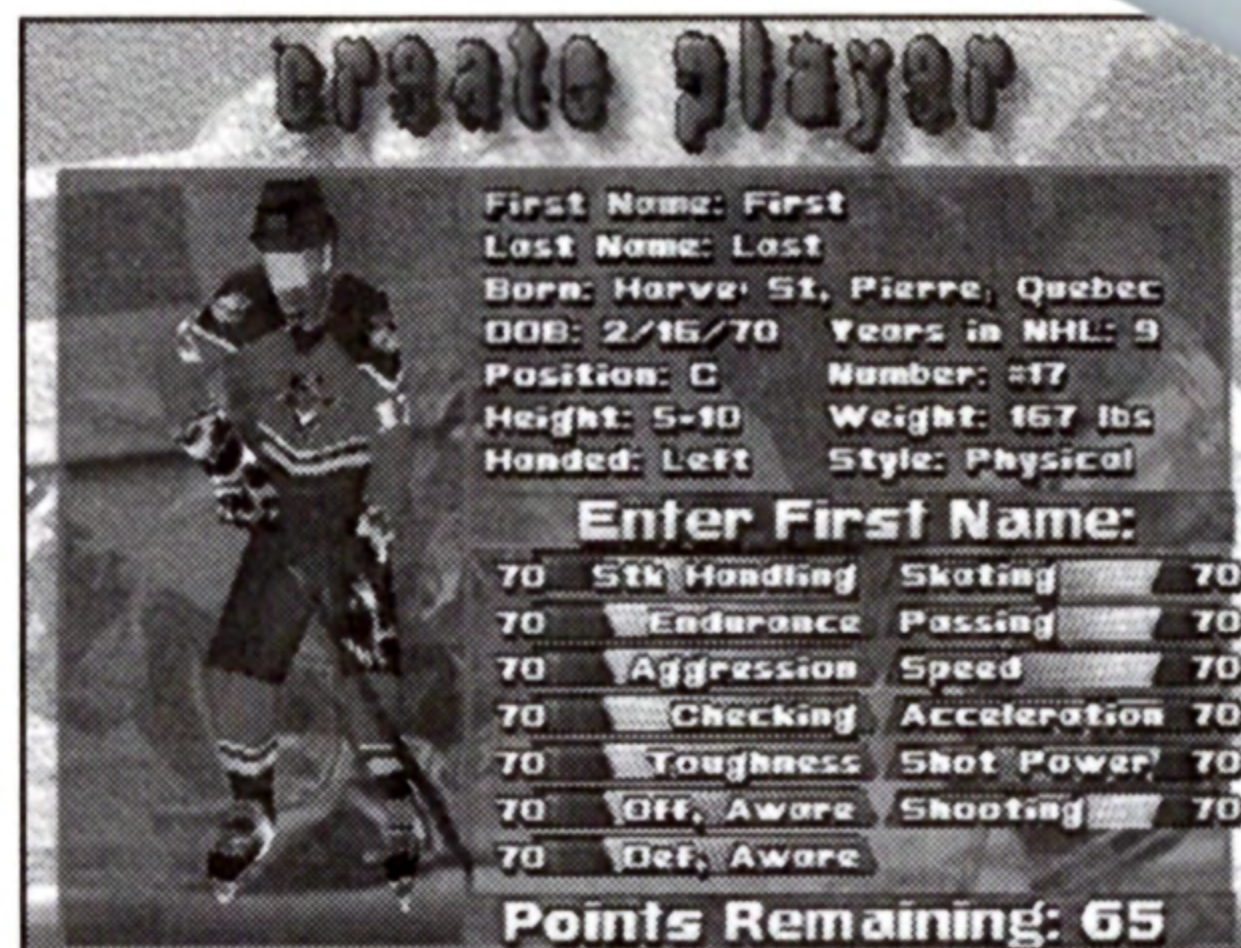 create player
First Name: First
Last Name: Last
Born: Harve' St. Pierre, Quebec
DOB: 2/16/70 Years in NHL: 9
Position: C Number: #17
Height: 5-10 Weight: 167 lbs
Handed: Left Style: Physical
Enter First Name:
70 Stk Handling Skating 70
70 Endurance Passing 70
70 Aggression Speed 70
70 Checking Acceleration 70
70 Toughness Shot Power 70
70 Off. Aware Shooting 70
70 Def. Aware
Points Remaining: 65